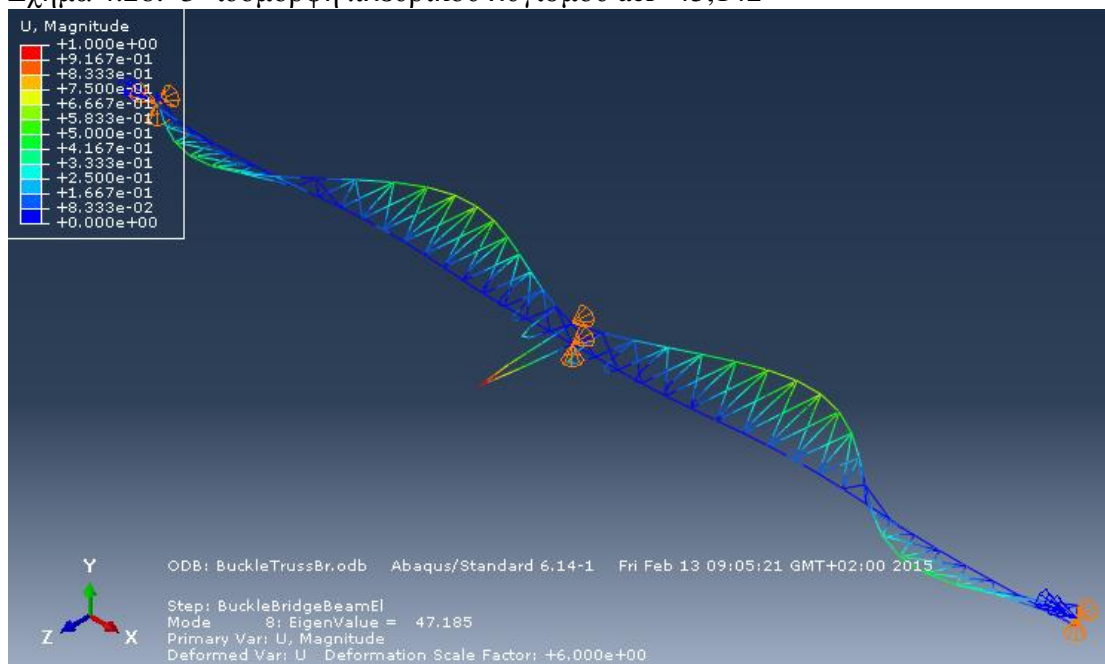 U, Magnitude
+1.000e+00
+9.167e-01
+8.333e-01
+7.500e-01
+6.667e-01
+5.833e-01
+5.000e-01
+4.167e-01
+3.333e-01
+2.500e-01
+1.667e-01
+8.333e-02
+0.000e+00
Y
Z
X
ODB: BuckleTrussBr.odb Abaqus/Standard 6.14-1 Fri Feb 13 09:05:21 GMT+02:00 2015
Step: BuckleBridgeBeamEl
Mode 8: EigenValue = 47.185
Primary Var: U, Magnitude
Deformed Var: U Deformation Scale Factor: +6.000e+00